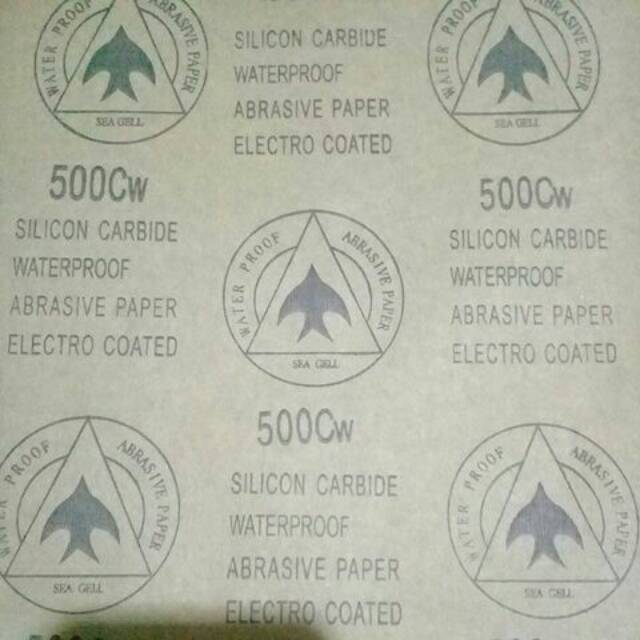 WATER PROOF ABRASIVE PAPER
SEA GELL
SILICON CARBIDE
WATERPROOF
ABRASIVE PAPER
ELECTRO COATED
WATER PROOF ABRASIVE PAPER
SEA GELL
500Cw
SILICON CARBIDE
WATERPROOF
ABRASIVE PAPER
ELECTRO COATED
WATER PROOF ABRASIVE PAPER
SEA GELL
500Cw
SILICON CARBIDE
WATERPROOF
ABRASIVE PAPER
ELECTRO COATED
WATER PROOF ABRASIVE PAPER
SEA GELL
500Cw
SILICON CARBIDE
WATERPROOF
ABRASIVE PAPER
ELECTRO COATED
WATER PROOF ABRASIVE PAPER
SEA GELL